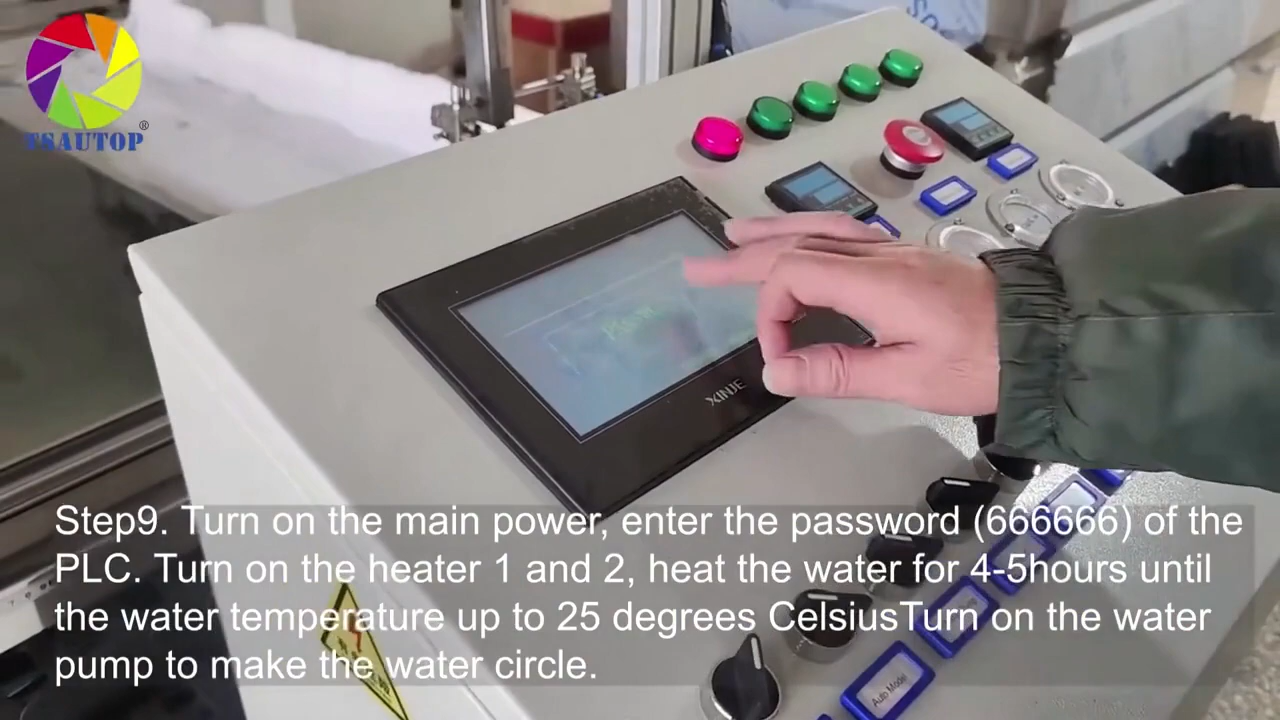 TSAUTOP®
XINJE
Step9. Turn on the main power, enter the password (666666) of the
PLC. Turn on the heater 1 and 2, heat the water for 4-5hours until
the water temperature up to 25 degrees CelsiusTurn on the water
pump to make the water circle.
Auto Model